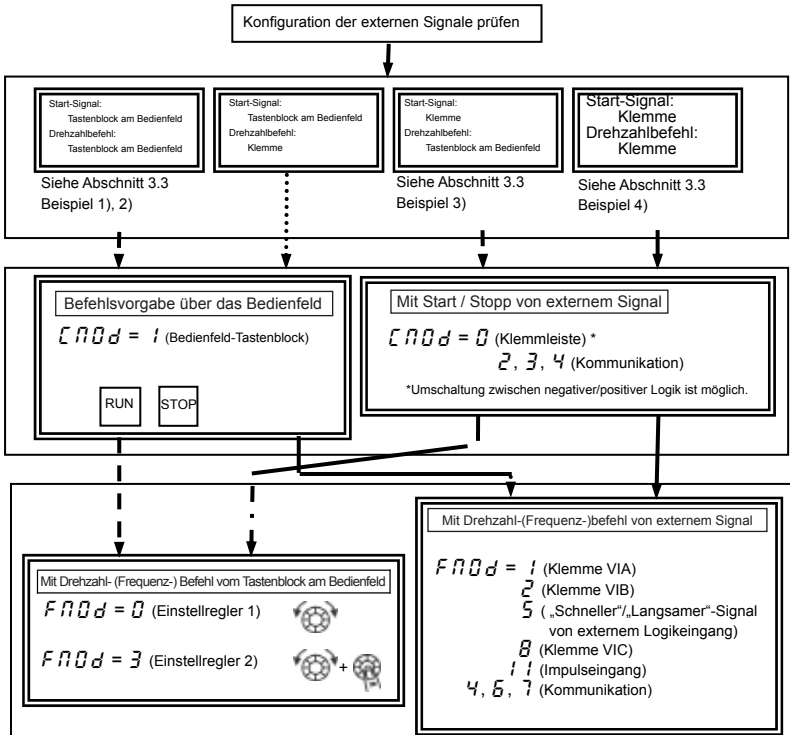 Konfiguration der externen Signale prüfen
Start-Signal:
Tastenblock am Bedienfeld
Drehzahlbefehl:
Tastenblock am Bedienfeld
Siehe Abschnitt 3.3
Beispiel 1), 2)
Start-Signal:
Tastenblock am Bedienfeld
Drehzahlbefehl:
Klemme
Start-Signal:
Klemme
Drehzahlbefehl:
Tastenblock am Bedienfeld
Siehe Abschnitt 3.3
Beispiel 3)
Start-Signal:
Klemme
Drehzahlbefehl:
Klemme
Siehe Abschnitt 3.3
Beispiel 4)
Befehlsvorgabe über das Bedienfeld
CMOd = 1 (Bedienfeld-Tastenblock)
RUN STOP
Mit Start / Stopp von externem Signal
CMOd = 0 (Klemmleiste) *
2, 3, 4 (Kommunikation)
*Umschaltung zwischen negativer/positiver Logik ist möglich.
Mit Drehzahl- (Frequenz-) Befehl vom Tastenblock am Bedienfeld
FMOd = 0 (Einstellregler 1)
FMOd = 3 (Einstellregler 2)
+
Mit Drehzahl-(Frequenz-)befehl von externem Signal
FMOd = 1 (Klemme VIA)
2 (Klemme VIB)
5 ( „Schneller“/„Langsamer“-Signal
von externem Logikeingang)
8 (Klemme VIC)
11 (Impulseingang)
4, 6, 7 (Kommunikation)